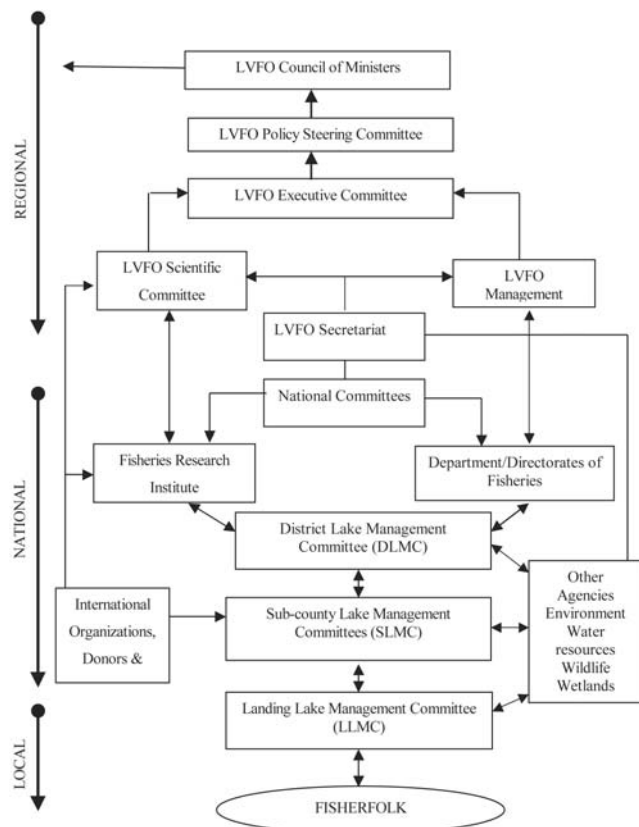 REGIONAL
LVFO Council of Ministers
LVFO Policy Steering Committee
LVFO Executive Committee
LVFO Scientific
Committee
LVFO
Management
LVFO Secretariat
NATIONAL
National Committees
Fisheries Research
Institute
Department/Directorates of
Fisheries
District Lake Management
Committee (DLMC)
International
Organizations,
Donors &
Sub-county Lake Management
Committees (SLMC)
Other
Agencies
Environment
Water
resources
Wildlife
Wetlands
LOCAL
Landing Lake Management Committee
(LLMC)
FISHERFOLK